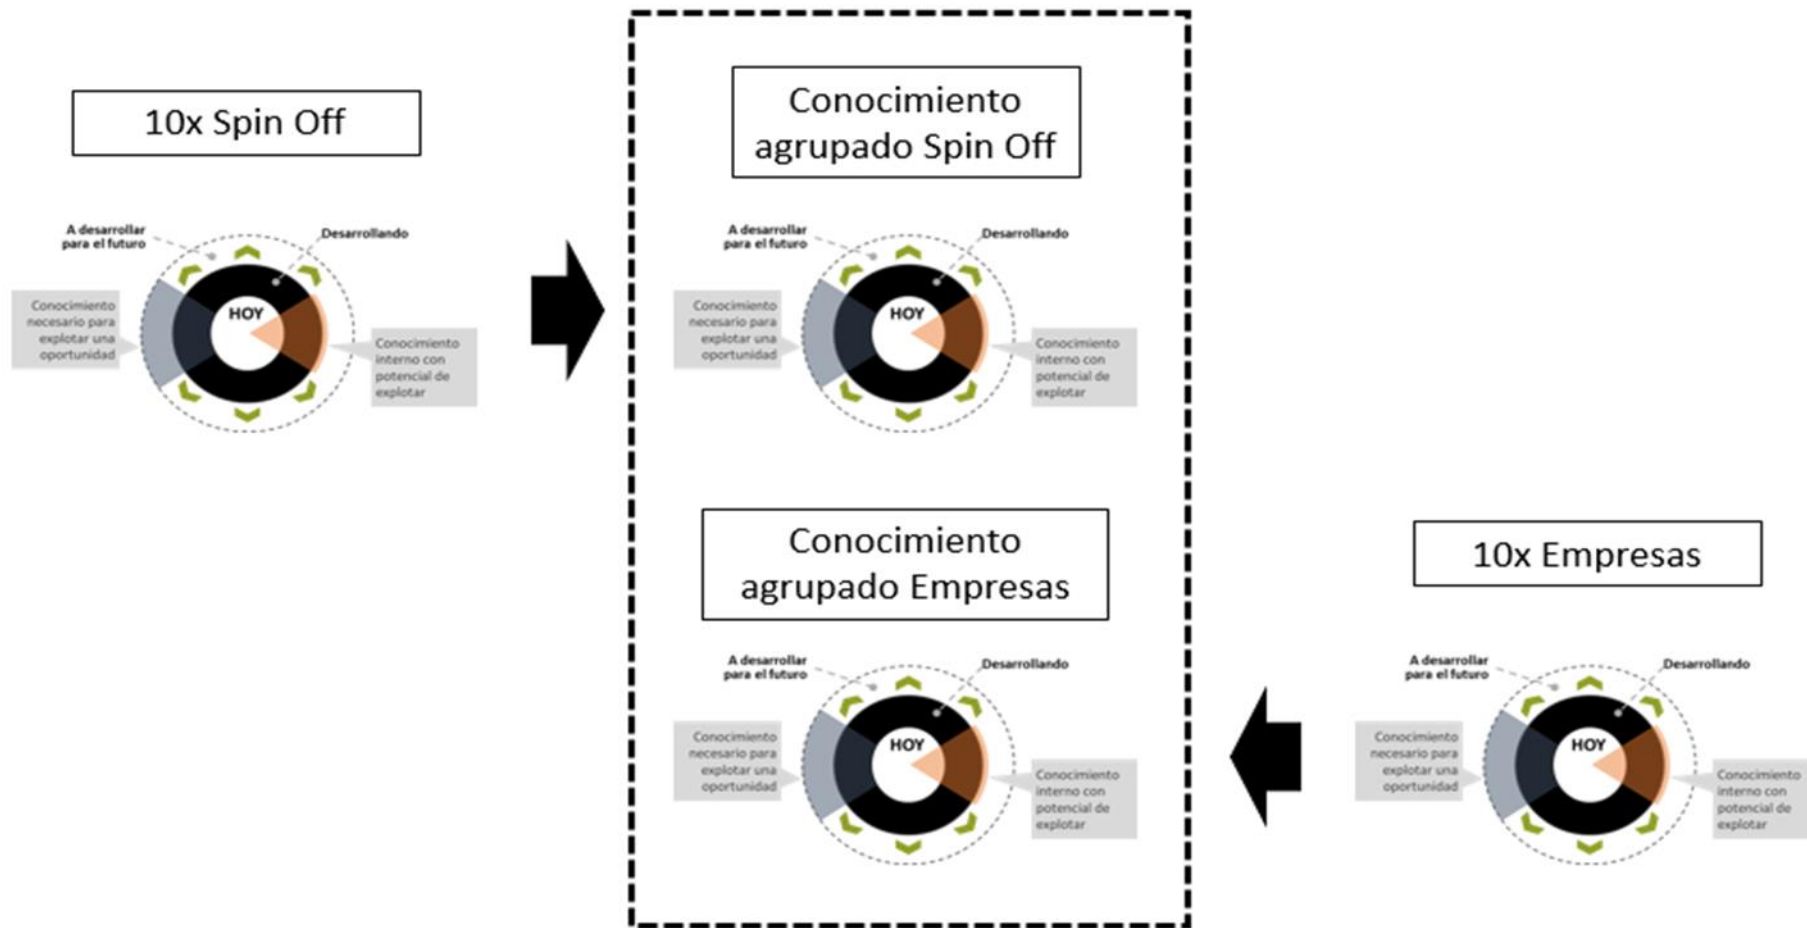 10x Spin Off
A desarrollar
para el futuro
Desarrollando
HOY
Conocimiento
necesario para
explotar una
oportunidad
Conocimiento
interno con
potencial de
explotar
Conocimiento
agrupado Spin Off
A desarrollar
para el futuro
Desarrollando
HOY
Conocimiento
necesario para
explotar una
oportunidad
Conocimiento
interno con
potencial de
explotar
Conocimiento
agrupado Empresas
A desarrollar
para el futuro
Desarrollando
HOY
Conocimiento
necesario para
explotar una
oportunidad
Conocimiento
interno con
potencial de
explotar
10x Empresas
A desarrollar
para el futuro
Desarrollando
HOY
Conocimiento
necesario para
explotar una
oportunidad
Conocimiento
interno con
potencial de
explotar